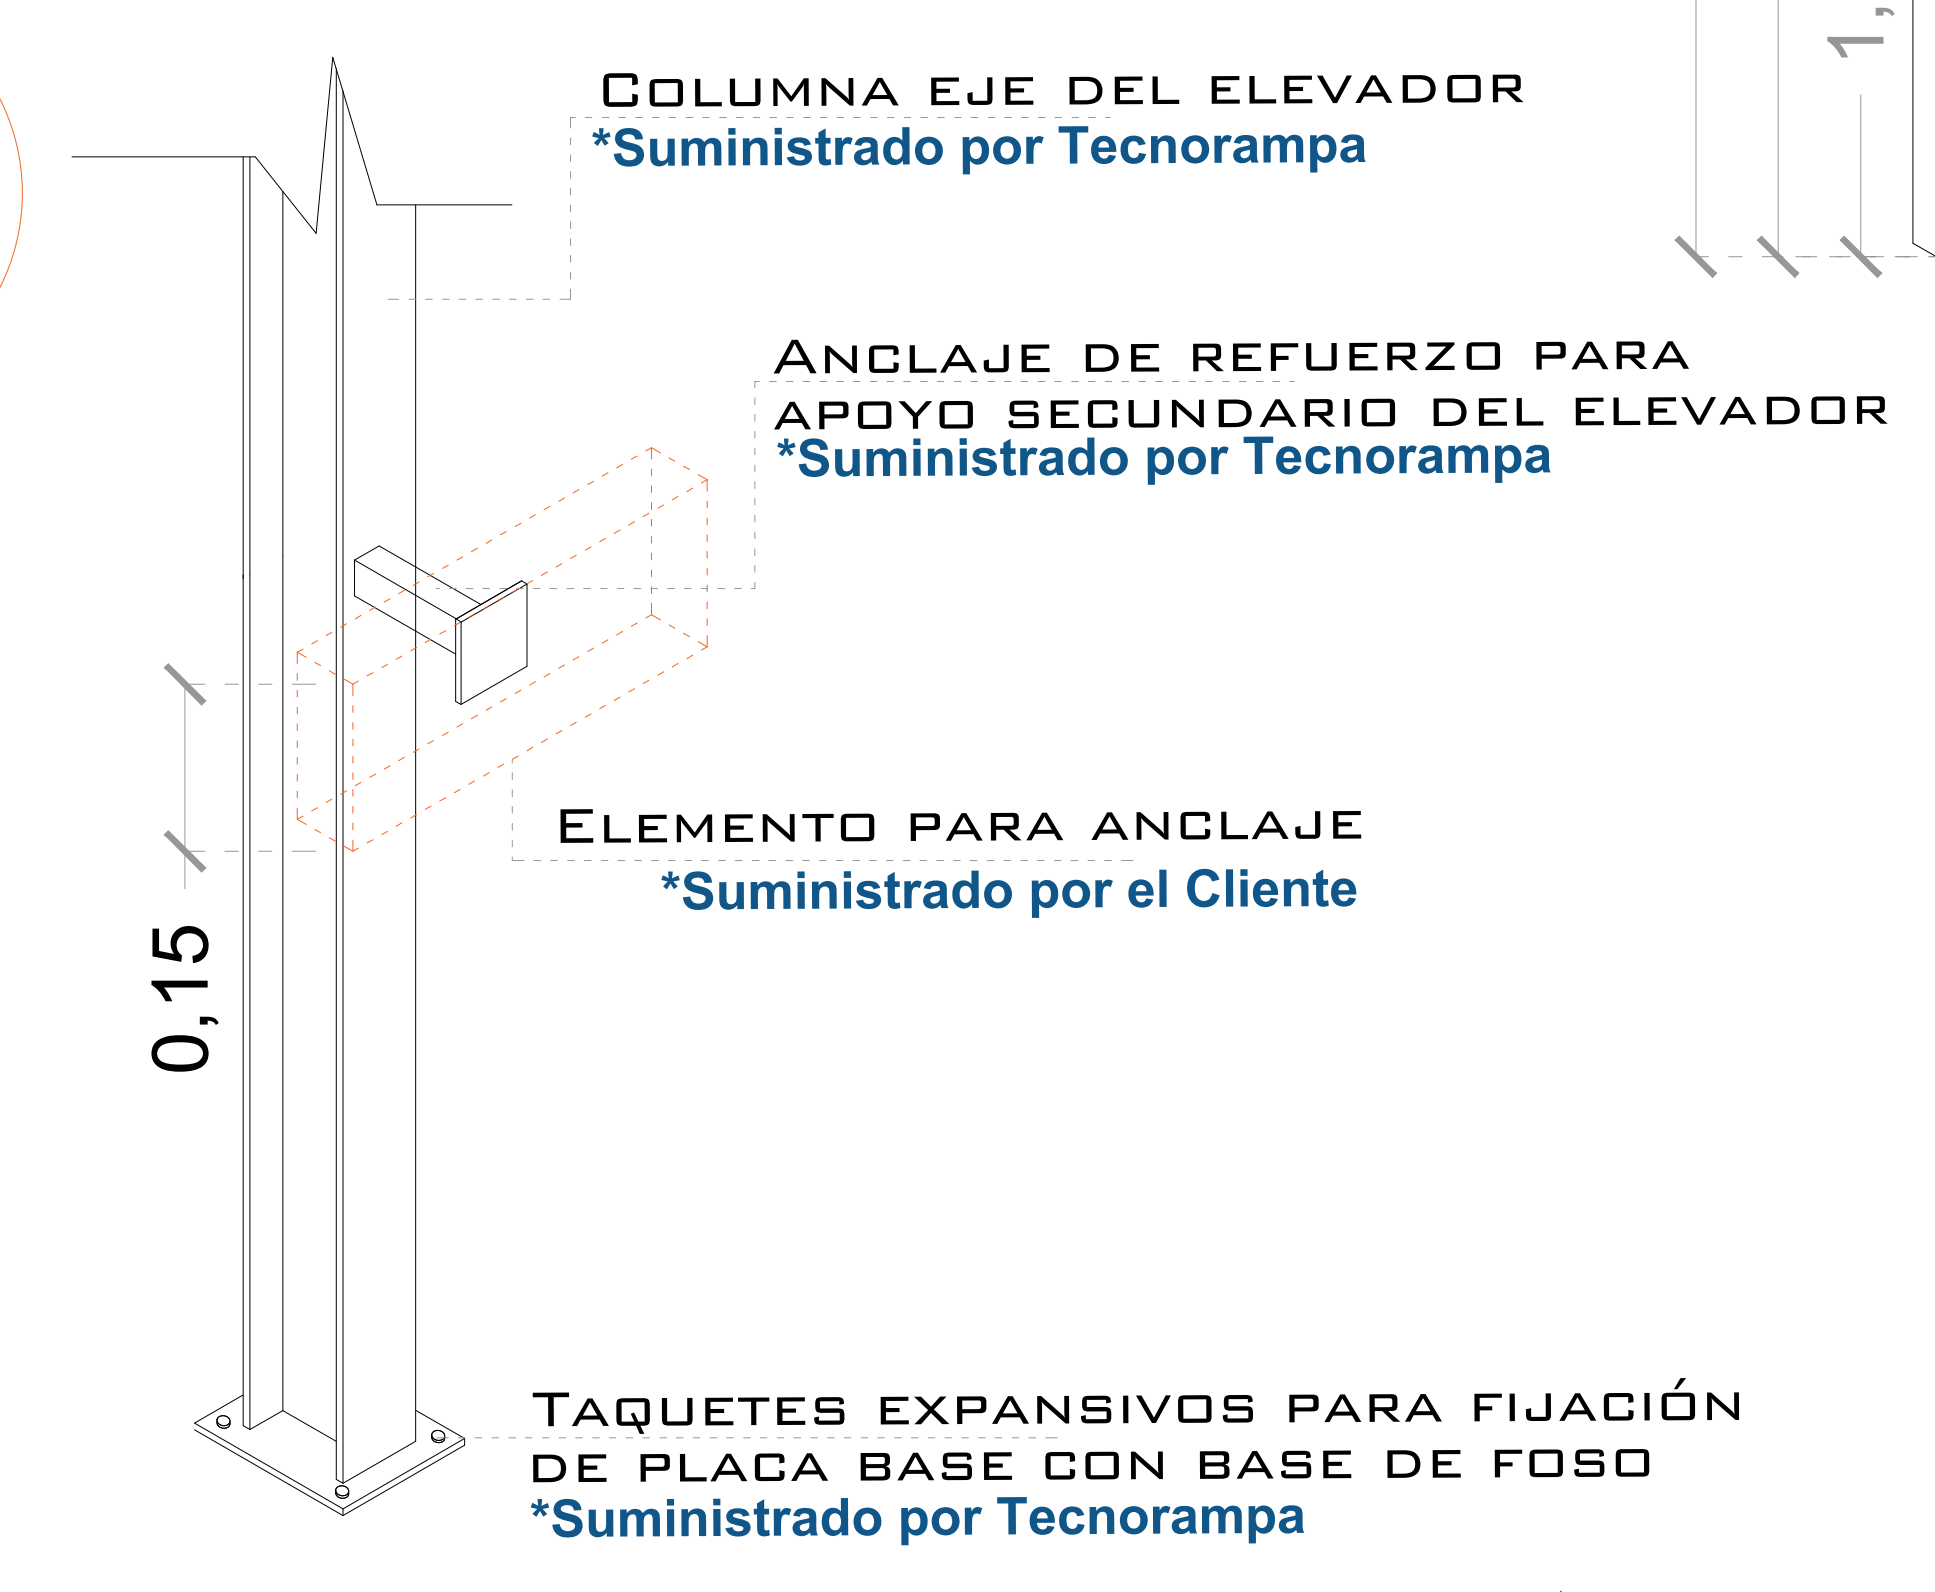 COLUMNA EJE DEL ELEVADOR
*Suministrado por Tecnorampa
ANCLAJE DE REFUERZO PARA
APOYO SECUNDARIO DEL ELEVADOR
*Suministrado por Tecnorampa
ELEMENTO PARA ANCLAJE
*Suministrado por el Cliente
0,15
TAQUETES EXPANSIVOS PARA FIJACIÓN
DE PLACA BASE CON BASE DE FOSO
*Suministrado por Tecnorampa